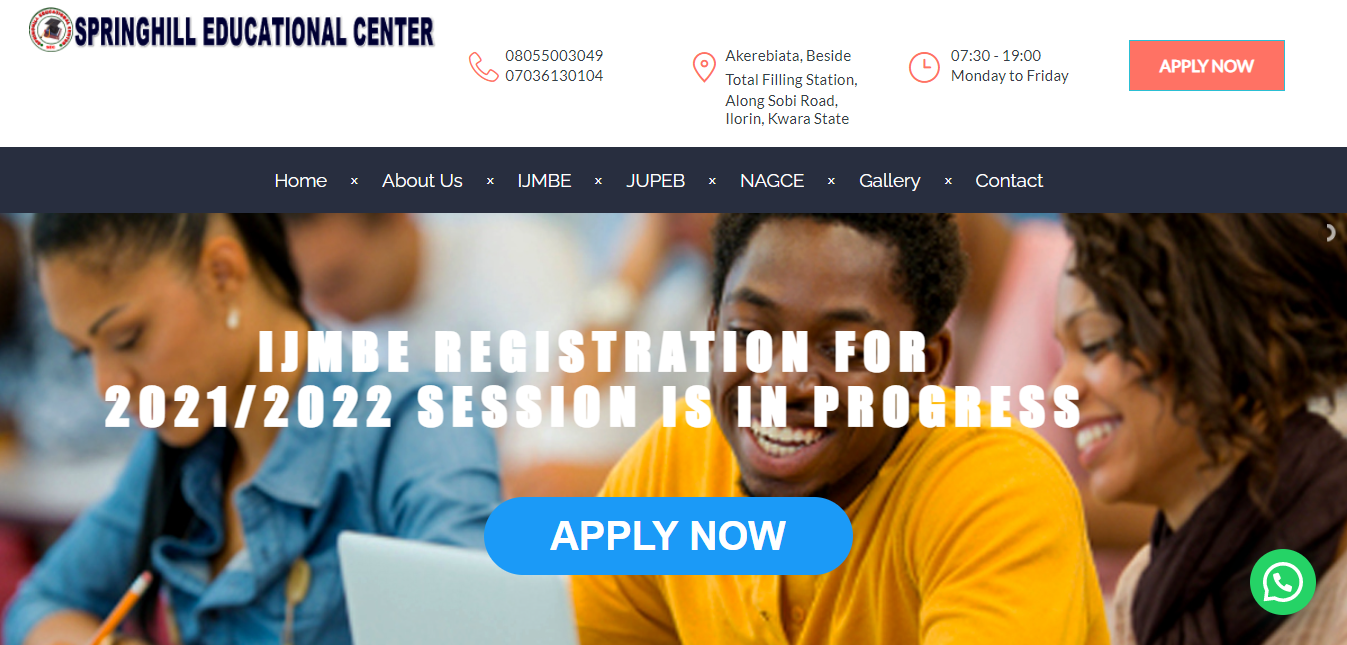 SPRINGHILL EDUCATIONAL CENTER
08055003049
07036130104
Akerebiata, Beside
Total Filling Station,
Along Sobi Road,
Ilorin, Kwara State
07:30 - 19:00
Monday to Friday
APPLY NOW
Home x About Us x IJMBE x JUPEB x NAGCE x Gallery x Contact
IJMBE REGISTRATION FOR
2021/2022 SESSION IS IN PROGRESS
APPLY NOW